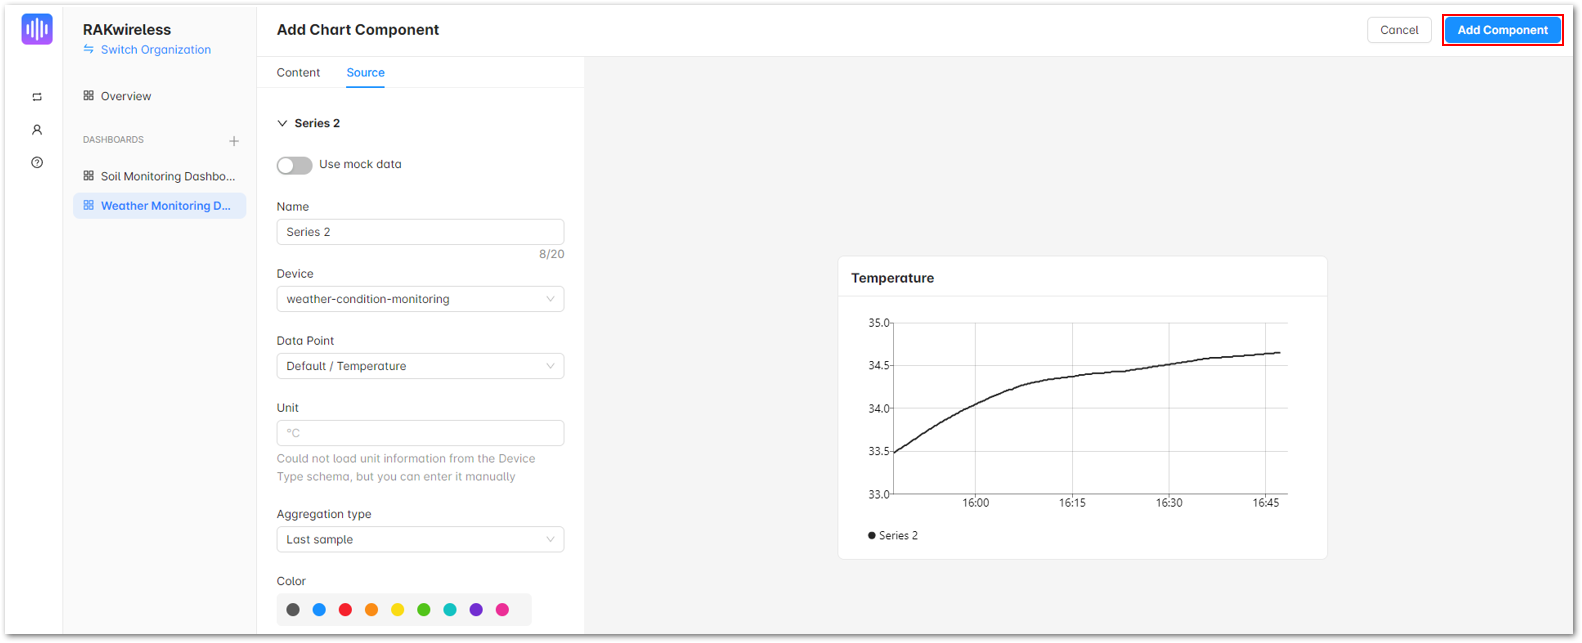 RAKwireless
Switch Organization
Overview
DASHBOARDS
Soil Monitoring Dashbo...
Weather Monitoring D...
Add Chart Component
Cancel
Add Component
Content
Source
Series 2
Use mock data
Name
Series 2
8/20
Device
weather-condition-monitoring
Data Point
Default / Temperature
Unit
°C
Could not load unit information from the Device
Type schema, but you can enter it manually
Aggregation type
Last sample
Color
Temperature
35.0
34.5
34.0
33.5
33.0
16:00 16:15 16:30 16:45
Series 2